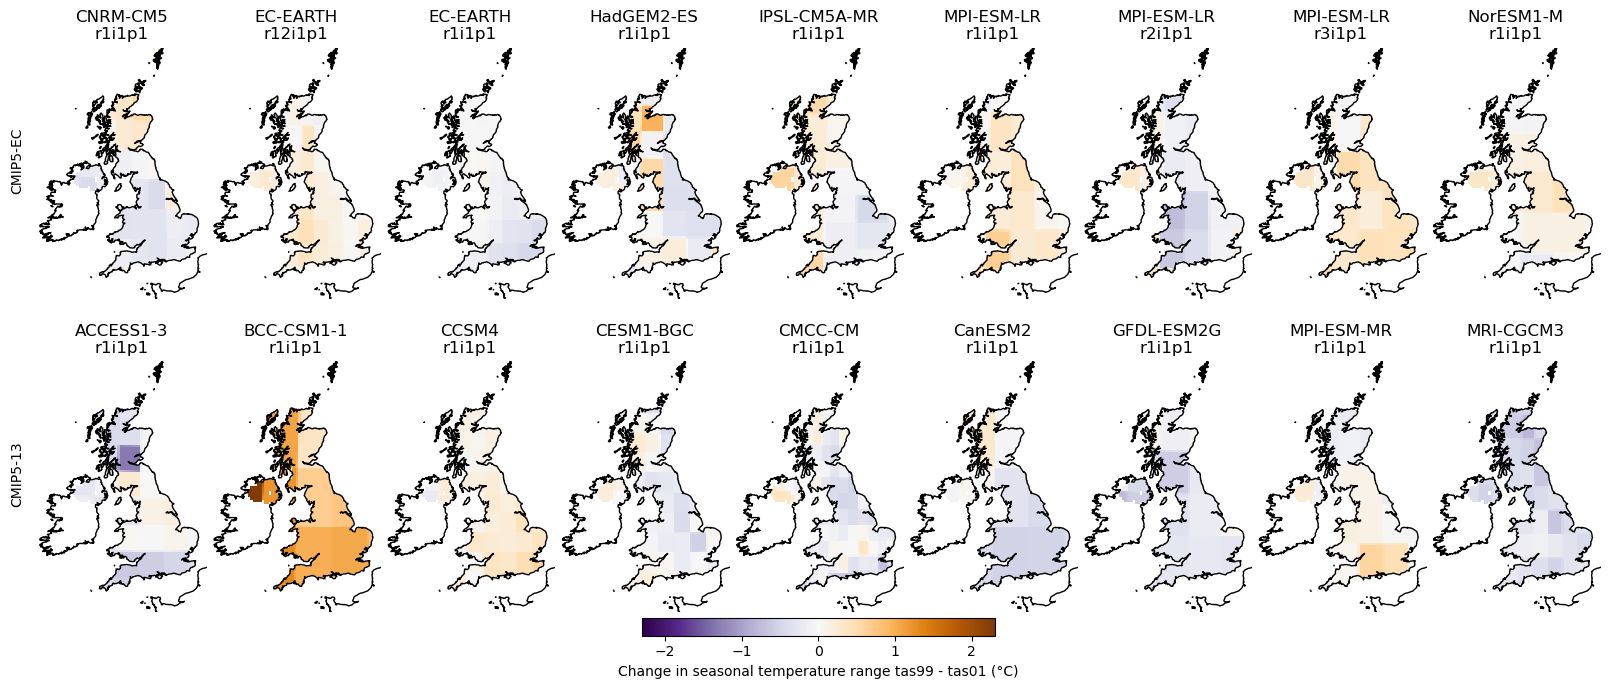 CNRM-CM5 EC-EARTH EC-EARTH HadGEM2-ES IPSL-CM5A-MR MPI-ESM-LR MPI-ESM-LR MPI-ESM-LR NorESM1-M
r1i1p1 r12i1p1 r1i1p1 r1i1p1 r1i1p1 r1i1p1 r2i1p1 r3i1p1 r1i1p1
CMIP5-EC
ACCESS1-3 BCC-CSM1-1 CCSM4 CESM1-BGC CMCC-CM CanESM2 GFDL-ESM2G MPI-ESM-MR MRI-CGCM3
r1i1p1 r1i1p1 r1i1p1 r1i1p1 r1i1p1 r1i1p1 r1i1p1 r1i1p1 r1i1p1
CMIP5-13
−2 −1 0 1 2
Change in seasonal temperature range tas99 - tas01 (°C)